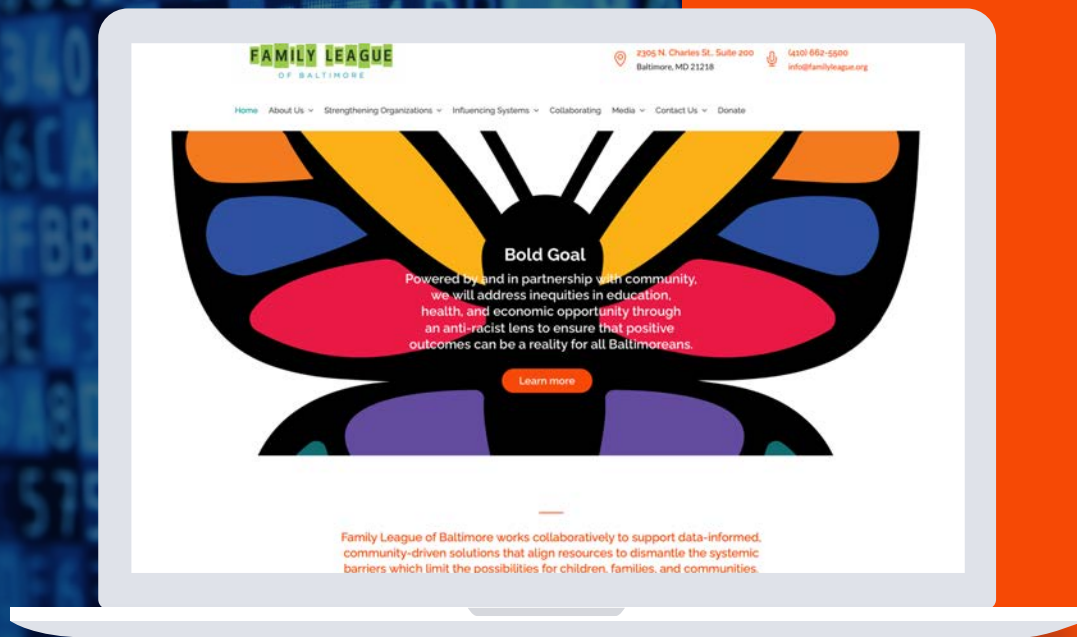 FAMILY LEAGUE
OF BALTIMORE
2305 N. Charles St., Suite 200
Baltimore, MD 21218
(410) 662-5500
info@familyleague.org
Home About Us Strengthening Organizations Influencing Systems Collaborating Media Contact Us Donate
Bold Goal
Powered by and in partnership with community,
we will address inequities in education,
health, and economic opportunity through
an anti-racist lens to ensure that positive
outcomes can be a reality for all Baltimoreans.
Learn more
Family League of Baltimore works collaboratively to support data-informed,
community-driven solutions that align resources to dismantle the systemic
barriers which limit the possibilities for children, families, and communities.
340
6CA
9FBB
A8D
575